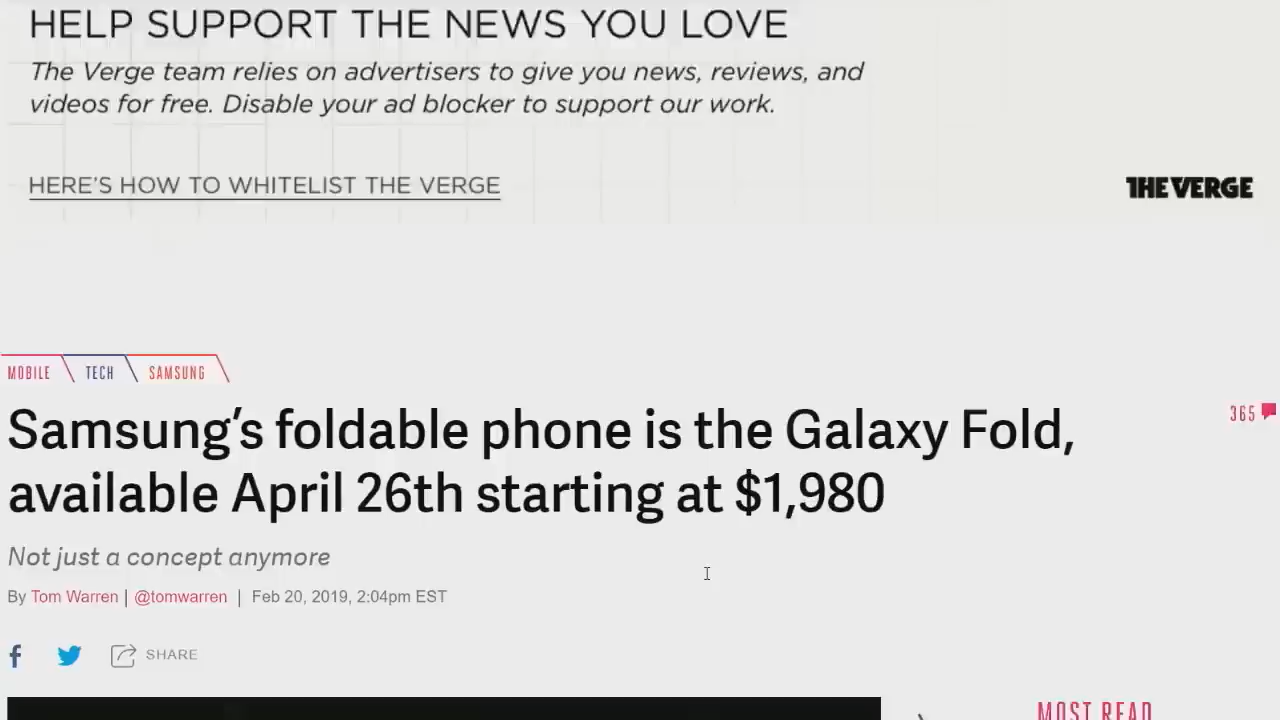 HELP SUPPORT THE NEWS YOU LOVE
The Verge team relies on advertisers to give you news, reviews, and
videos for free. Disable your ad blocker to support our work.
HERE'S HOW TO WHITELIST THE VERGE
THE VERGE
MOBILE TECH SAMSUNG
Samsung's foldable phone is the Galaxy Fold,
available April 26th starting at $1,980
365
Not just a concept anymore
By Tom Warren | @tomwarren | Feb 20, 2019, 2:04pm EST
SHARE
MOST READ